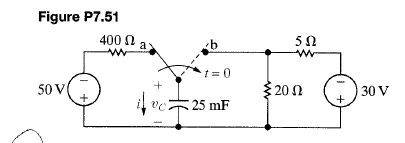 Figure P7.51
400 Ω a b 5 Ω
t = 0
50 V − + i v_C + − 25 mF 20 Ω − + 30 V